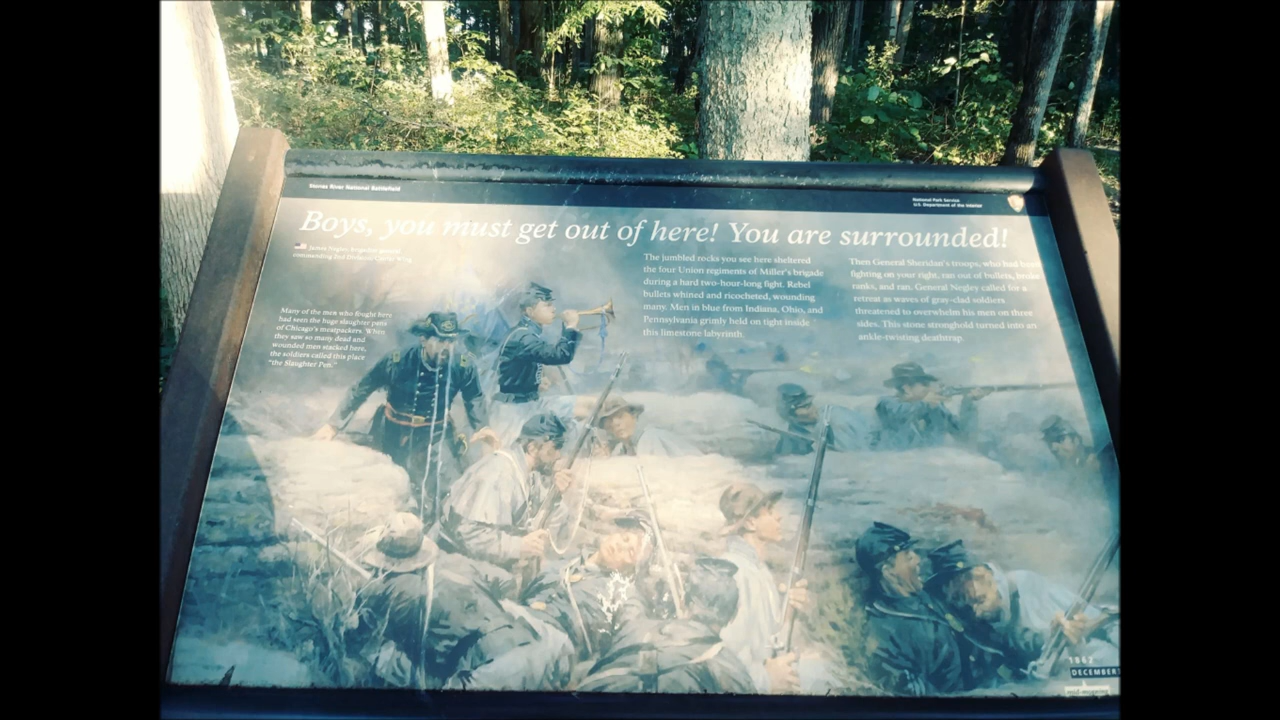 Stones River National Battlefield
National Park Service
U.S. Department of the Interior
Boys, you must get out of here! You are surrounded!
James Negley
commanding 2nd Division
Many of the men who fought here
had seen the huge slaughter pens
of Chicago's meatpackers. When
they saw so many dead and
wounded men stacked here,
the soldiers called this place
"the Slaughter Pen."
The jumbled rocks you see here sheltered
the four Union regiments of Miller's brigade
during a hard two-hour-long fight. Rebel
bullets whined and ricocheted, wounding
many. Men in blue from Indiana, Ohio, and
Pennsylvania grimly held on tight inside
this limestone labyrinth.
Then General Sheridan's troops, who had been
fighting on your right, ran out of bullets, broke
ranks, and ran. General Negley called for a
retreat as waves of gray-clad soldiers
threatened to overwhelm his men on three
sides. This stone stronghold turned into an
ankle-twisting deathtrap.
1862
DECEMBER
mid-morning